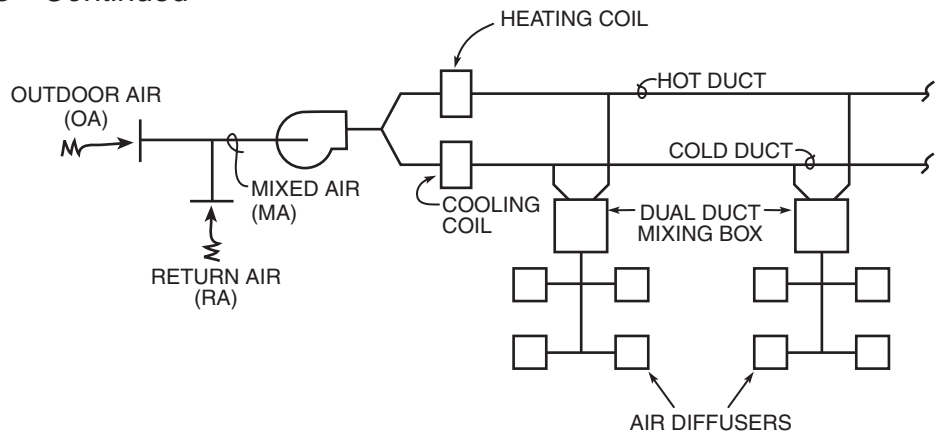 Continued
HEATING COIL
HOT DUCT
OUTDOOR AIR
(OA)
COLD DUCT
MIXED AIR
(MA)
COOLING
COIL
DUAL DUCT
MIXING BOX
RETURN AIR
(RA)
AIR DIFFUSERS